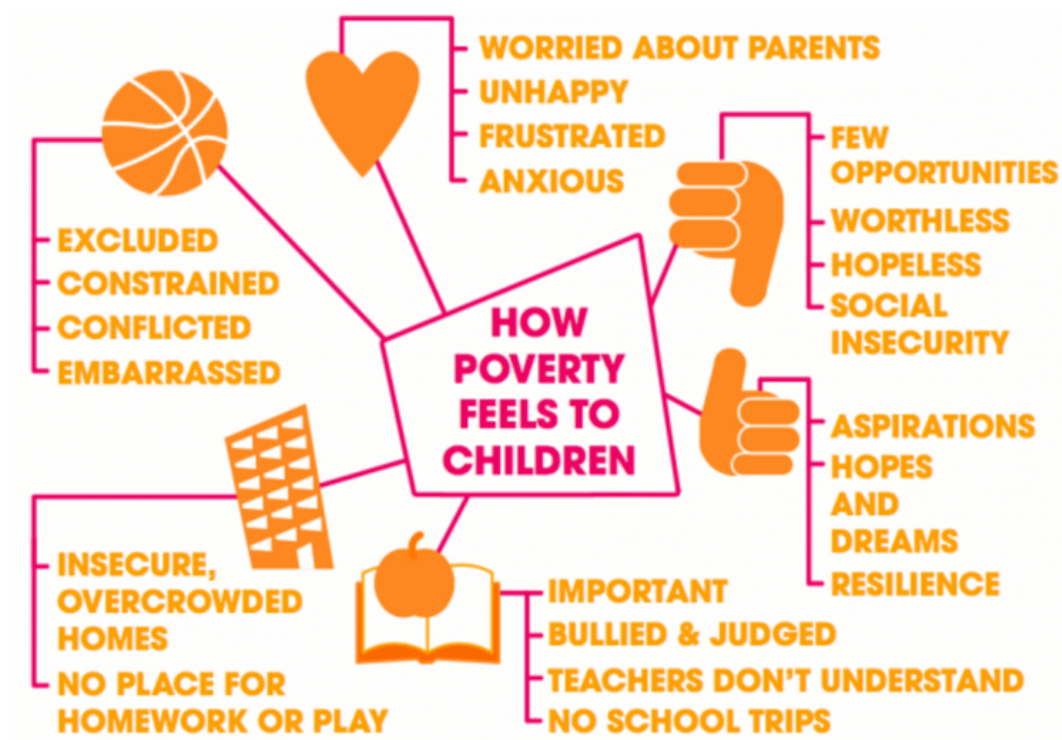 HOW
POVERTY
FEELS TO
CHILDREN
WORRIED ABOUT PARENTS
UNHAPPY
FRUSTRATED
ANXIOUS
FEW
OPPORTUNITIES
WORTHLESS
HOPELESS
SOCIAL
INSECURITY
ASPIRATIONS
HOPES
AND
DREAMS
RESILIENCE
IMPORTANT
BULLIED & JUDGED
TEACHERS DON'T UNDERSTAND
NO SCHOOL TRIPS
INSECURE,
OVERCROWDED
HOMES
NO PLACE FOR
HOMEWORK OR PLAY
EXCLUDED
CONSTRAINED
CONFLICTED
EMBARRASSED